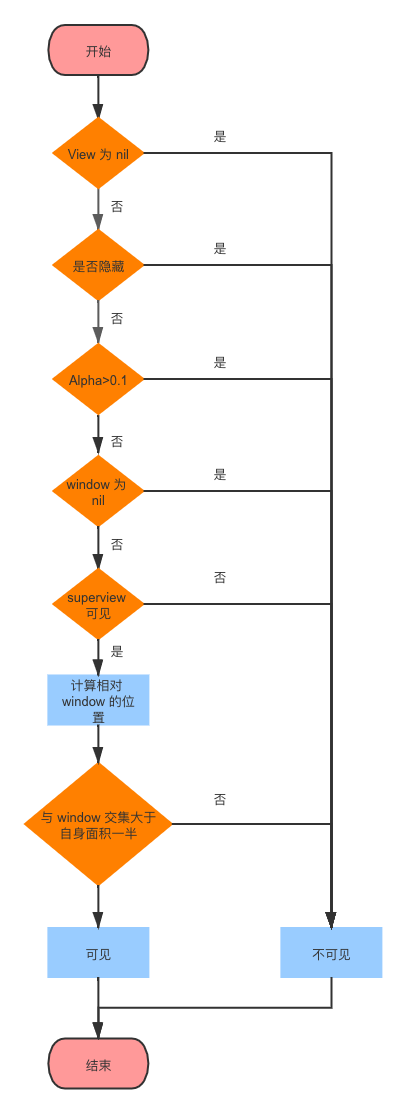 开始
是
View 为 nil
否
是
是否隐藏
否
是
Alpha>0.1
否
是
window 为
nil
否
否
superview
可见
是
计算相对
window 的位
置
否
与 window 交集大于
自身面积一半
可见
不可见
结束